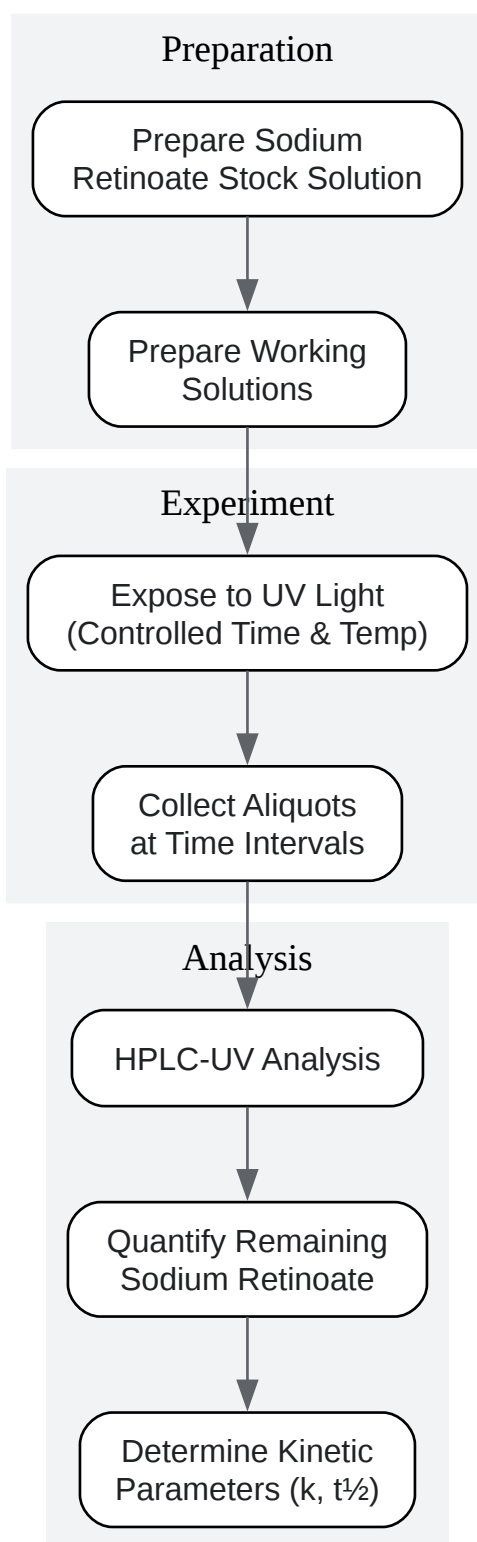 Preparation
Prepare Sodium
Retinoate Stock Solution
Prepare Working
Solutions
Experiment
Expose to UV Light
(Controlled Time & Temp)
Collect Aliquots
at Time Intervals
Analysis
HPLC-UV Analysis
Quantify Remaining
Sodium Retinoate
Determine Kinetic
Parameters (k, t½)